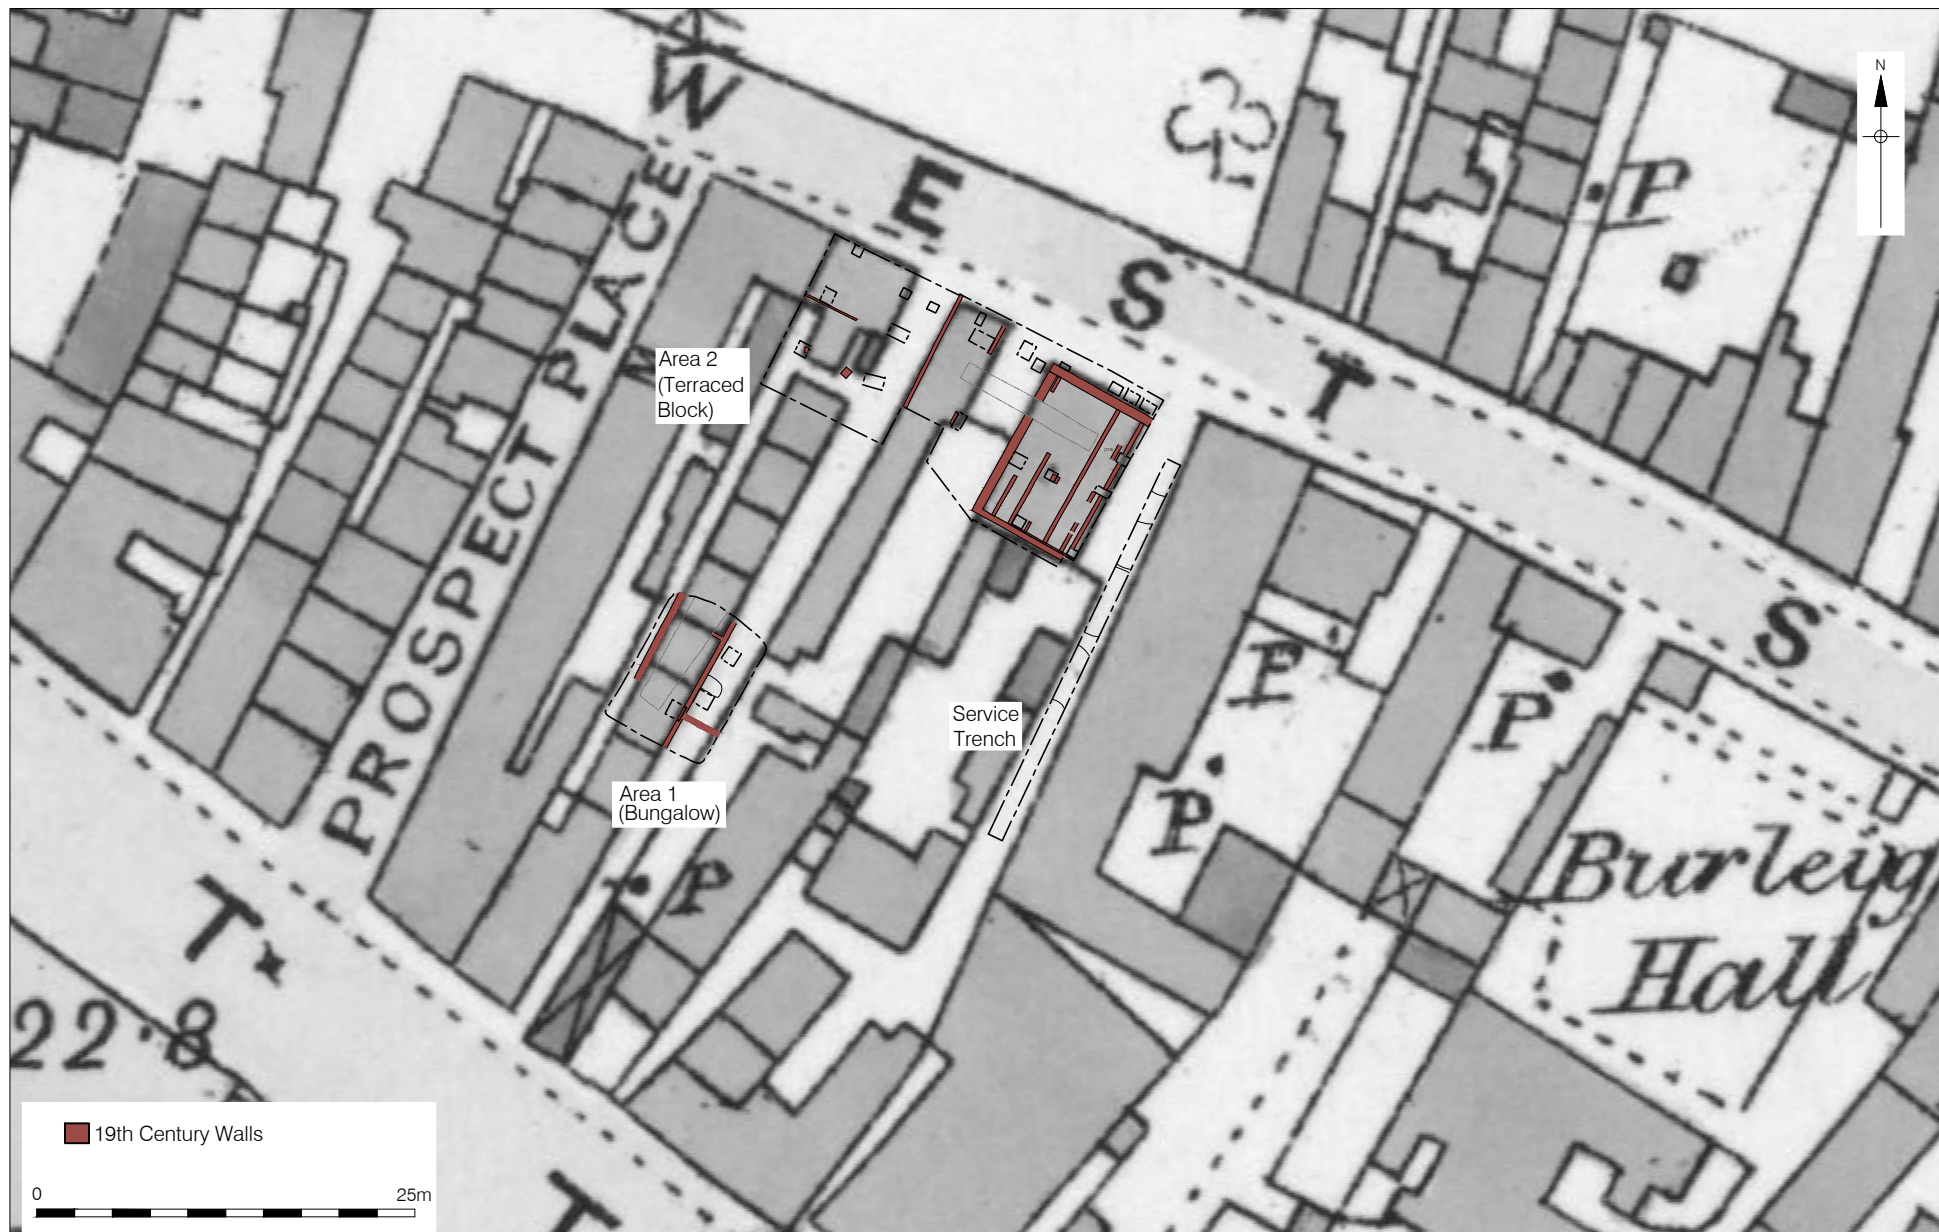 N
W E S T S
P
PROSPECT PLACE
Area 2
(Terraced
Block)
P
P
Service
Trench
Area 1
(Bungalow)
P
P
Burleig
Hall
T
22·8
T
19th Century Walls
0 25m